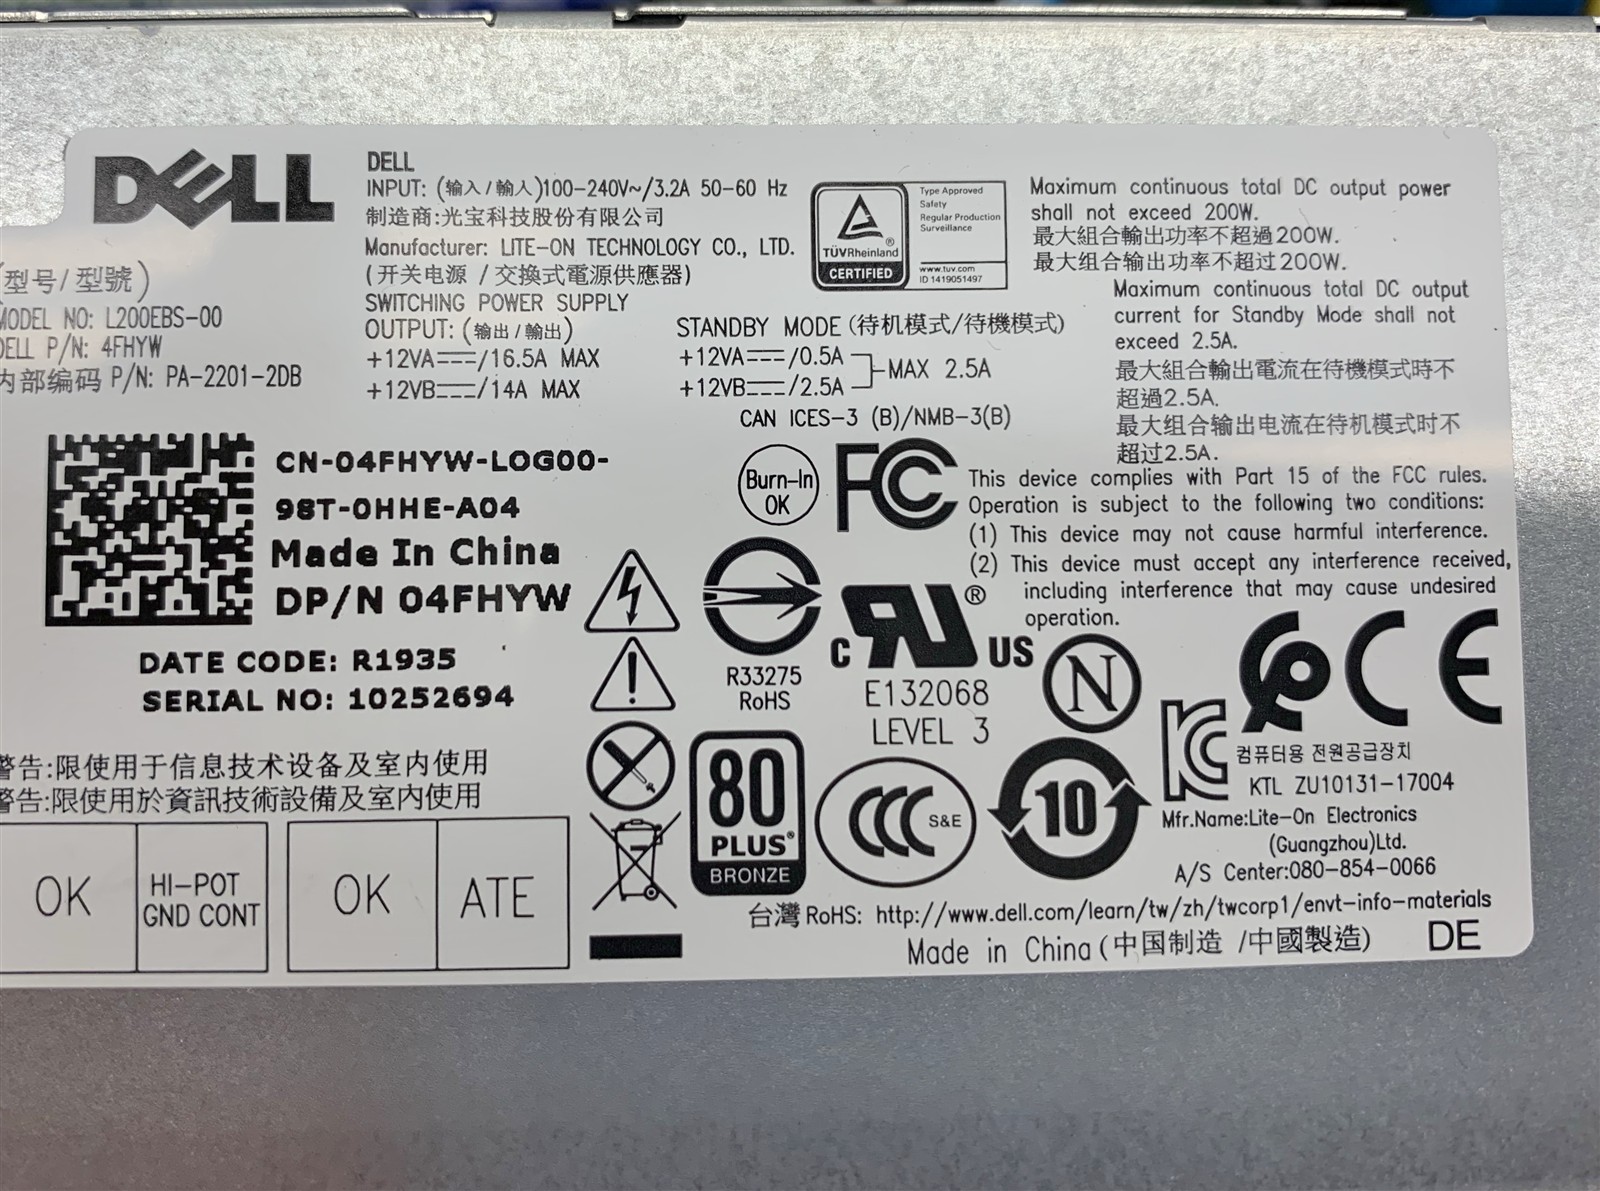 DELL
DELL
INPUT: (输入/輸入)100-240V~/3.2A 50-60 Hz
制造商:光宝科技股份有限公司
Manufacturer: LITE-ON TECHNOLOGY CO., LTD.
(开关电源 /交換式電源供應器)
SWITCHING POWER SUPPLY
OUTPUT: (输出/輸出)
+12VA⎓/16.5A MAX
+12VB⎓/14A MAX
(型号/型號)
MODEL NO: L200EBS-00
DELL P/N: 4FHYW
内部编码 P/N: PA-2201-2DB
TÜVRheinland®
CERTIFIED
Type Approved
Safety
Regular Production
Surveillance
www.tuv.com
ID 1419051497
STANDBY MODE (待机模式/待機模式)
+12VA⎓/0.5A
+12VB⎓/2.5A
MAX 2.5A
CAN ICES-3 (B)/NMB-3(B)
Maximum continuous total DC output power
shall not exceed 200W.
最大組合輸出功率不超過200W.
最大组合输出功率不超过200W.
Maximum continuous total DC output
current for Standby Mode shall not
exceed 2.5A.
最大組合輸出電流在待機模式時不
超過2.5A.
最大组合输出电流在待机模式时不
超过2.5A.
CN-04FHYW-LOG00-
98T-0HHE-A04
Made In China
DP/N 04FHYW
DATE CODE: R1935
SERIAL NO: 10252694
Burn-In
OK
FC
This device complies with Part 15 of the FCC rules.
Operation is subject to the following two conditions:
(1) This device may not cause harmful interference.
(2) This device must accept any interference received,
including interference that may cause undesired
operation.
R33275
RoHS
c RU® US
E132068
LEVEL 3
N
CE
KC
컴퓨터용 전원공급장치
KTL ZU10131-17004
Mfr.Name:Lite-On Electronics
(Guangzhou)Ltd.
A/S Center:080-854-0066
警告:限使用于信息技术设备及室内使用
警告:限使用於資訊技術設備及室內使用
OK
HI-POT
GND CONT
OK
ATE
80
PLUS®
BRONZE
CCC
S&E
10
台灣 RoHS: http://www.dell.com/learn/tw/zh/twcorp1/envt-info-materials
Made in China (中国制造 /中國製造)
DE